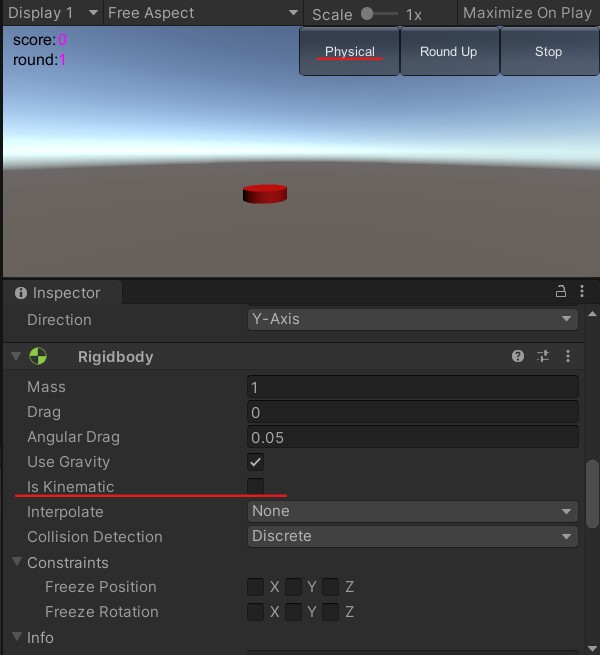 Display 1 Free Aspect Scale 1x Maximize On Play
score:0
round:1
Physical Round Up Stop
Inspector
Direction Y-Axis
Rigidbody
Mass 1
Drag 0
Angular Drag 0.05
Use Gravity
Is Kinematic
Interpolate None
Collision Detection Discrete
Constraints
Freeze Position X Y Z
Freeze Rotation X Y Z
Info